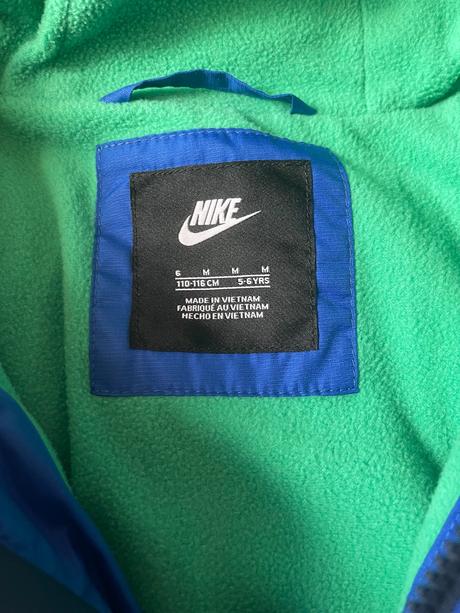 NIKE
6 M M M
110-116 CM 5-6 YRS
MADE IN VIETNAM
FABRIQUÉ AU VIETNAM
HECHO EN VIETNAM